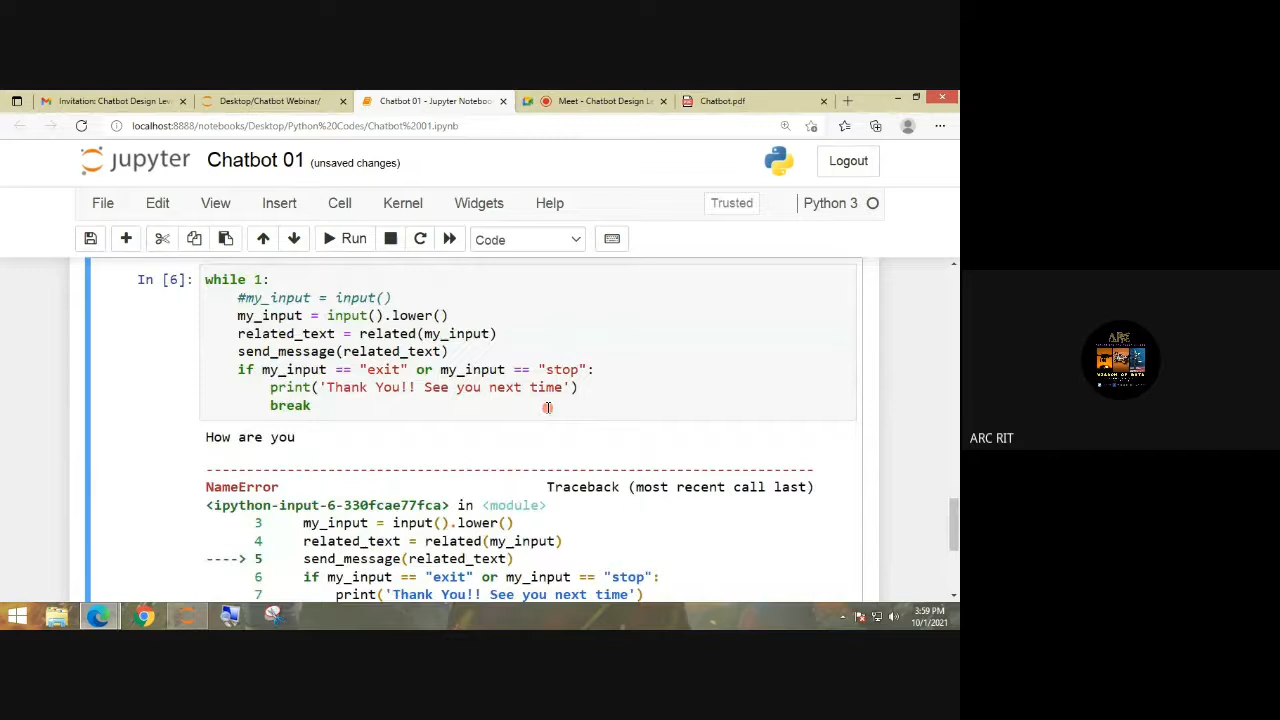 Invitation: Chatbot Design Lev
Desktop/Chatbot Webinar/
Chatbot 01 - Jupyter Noteboo
Meet - Chatbot Design Le
Chatbot.pdf
localhost:8888/notebooks/Desktop/Python%20Codes/Chatbot%2001.ipynb
jupyter
Chatbot 01 (unsaved changes)
Logout
File Edit View Insert Cell Kernel Widgets Help
Trusted
Python 3
Run
Code
In [6]:
while 1:
#my_input = input()
my_input = input().lower()
related_text = related(my_input)
send_message(related_text)
if my_input == "exit" or my_input == "stop":
print('Thank You!! See you next time')
break
How are you
---------------------------------------------------------------------------
NameError Traceback (most recent call last)
<ipython-input-6-330fcae77fca> in <module>
3 my_input = input().lower()
4 related_text = related(my_input)
----> 5 send_message(related_text)
6 if my_input == "exit" or my_input == "stop":
7 print('Thank You!! See you next time')
3:59 PM
10/1/2021
ARC RIT